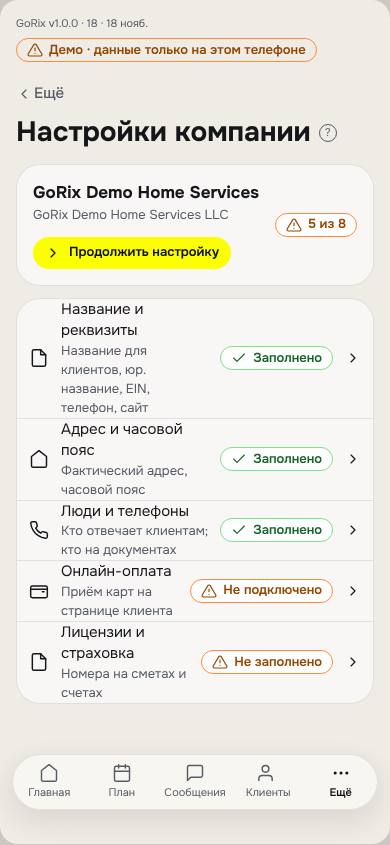 GoRix v1.0.0 · 18 · 18 нояб.
Демо · данные только на этом телефоне
Ещё
Настройки компании ?
GoRix Demo Home Services
GoRix Demo Home Services LLC
5 из 8
Продолжить настройку
Название и
реквизиты
Название для
клиентов, юр.
название, EIN,
телефон, сайт
Заполнено
Адрес и часовой
пояс
Фактический адрес,
часовой пояс
Заполнено
Люди и телефоны
Кто отвечает клиентам;
кто на документах
Заполнено
Онлайн-оплата
Приём карт на
странице клиента
Не подключено
Лицензии и
страховка
Номера на сметах и
счетах
Не заполнено
Главная
План
Сообщения
Клиенты
Ещё